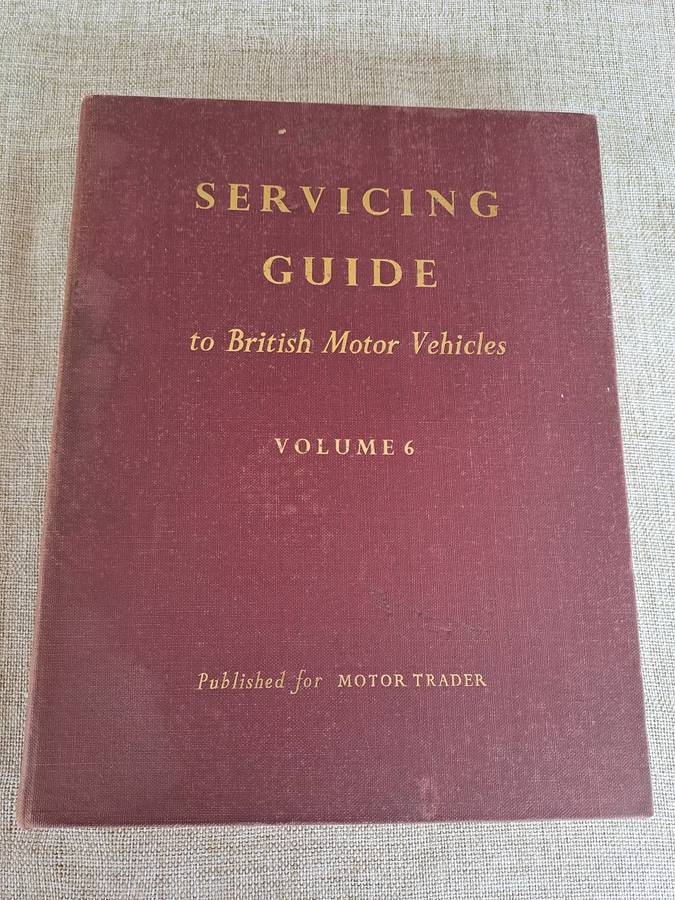 SERVICING
GUIDE
to British Motor Vehicles
VOLUME 6
Published for MOTOR TRADER